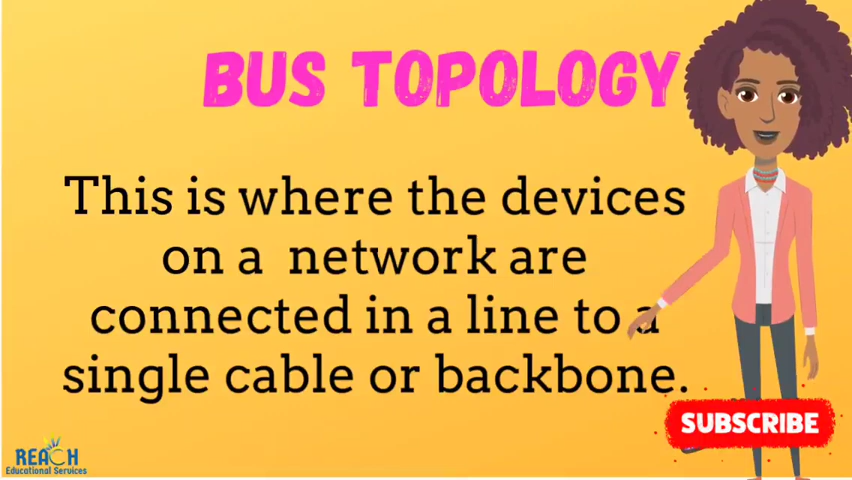 BUS TOPOLOGY
This is where the devices
on a network are
connected in a line to a
single cable or backbone.
SUBSCRIBE
REACH
Educational Services